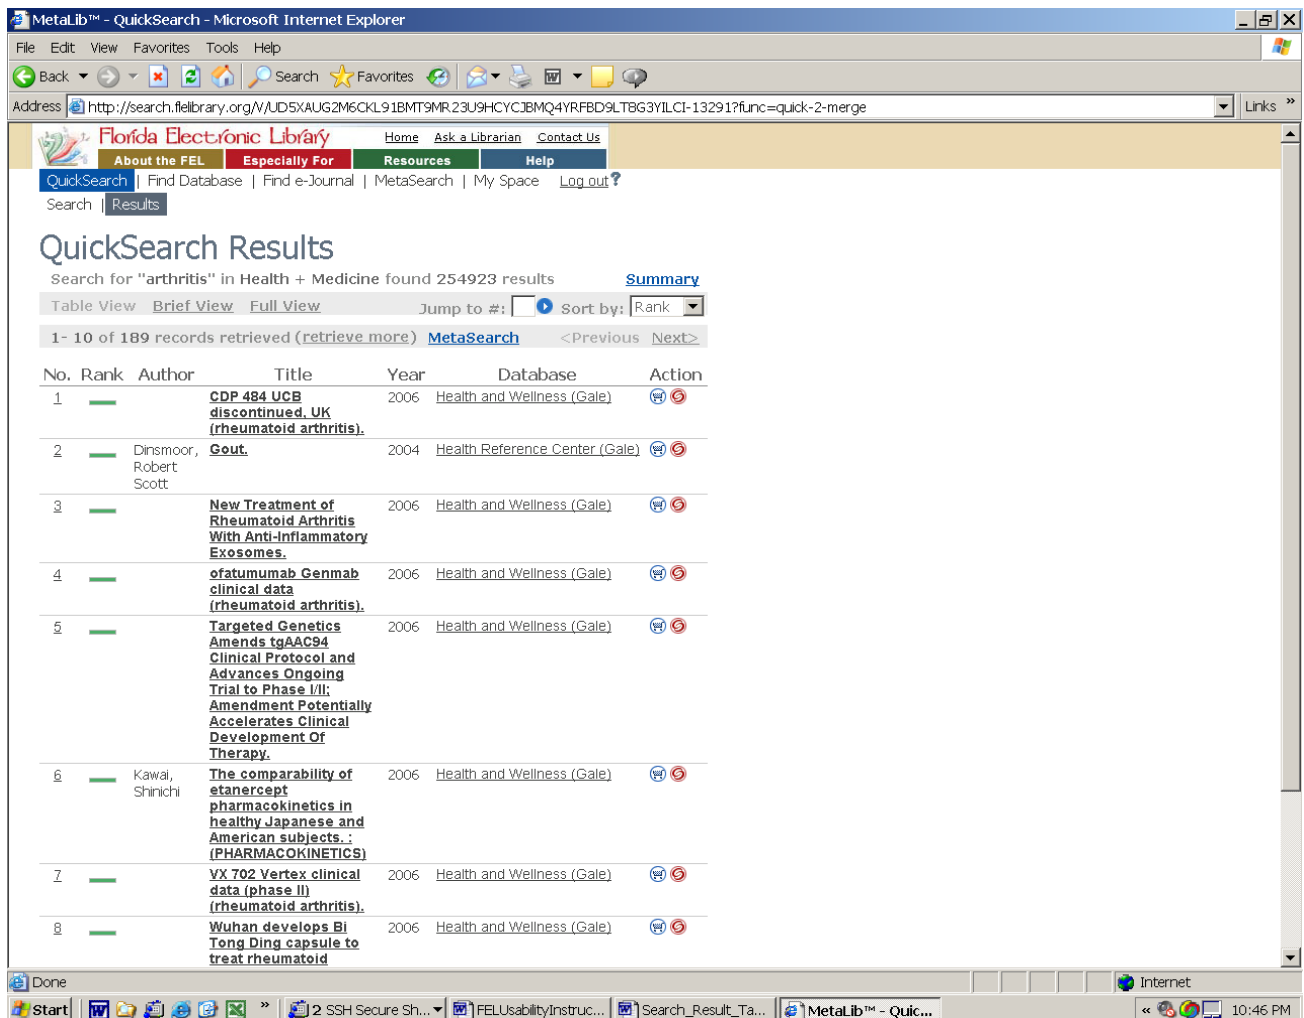 MetaLib™ - QuickSearch - Microsoft Internet Explorer
File Edit View Favorites Tools Help
Back Search Favorites
Address http://search.flelibrary.org/V/UD5XAUG2M6CKL91BMT9MR23U9HCYCJBMQ4YRFBD9LT8G3YILCI-13291?func=quick-2-merge Links »
Florida Electronic Library Home Ask a Librarian Contact Us
About the FEL Especially For Resources Help
QuickSearch | Find Database | Find e-Journal | MetaSearch | My Space Log out ?
Search | Results
QuickSearch Results
Search for "arthritis" in Health + Medicine found 254923 results Summary
Table View Brief View Full View Jump to #: Sort by: Rank
1- 10 of 189 records retrieved (retrieve more) MetaSearch <Previous Next>
No. Rank Author Title Year Database Action
1 CDP 484 UCB 2006 Health and Wellness (Gale)
discontinued, UK
(rheumatoid arthritis).
2 Dinsmoor, Gout. 2004 Health Reference Center (Gale)
Robert
Scott
3 New Treatment of 2006 Health and Wellness (Gale)
Rheumatoid Arthritis
With Anti-Inflammatory
Exosomes.
4 ofatumumab Genmab 2006 Health and Wellness (Gale)
clinical data
(rheumatoid arthritis).
5 Targeted Genetics 2006 Health and Wellness (Gale)
Amends tgAAC94
Clinical Protocol and
Advances Ongoing
Trial to Phase I/II;
Amendment Potentially
Accelerates Clinical
Development Of
Therapy.
6 Kawai, The comparability of 2006 Health and Wellness (Gale)
Shinichi etanercept
pharmacokinetics in
healthy Japanese and
American subjects. :
(PHARMACOKINETICS)
7 VX 702 Vertex clinical 2006 Health and Wellness (Gale)
data (phase II)
(rheumatoid arthritis).
8 Wuhan develops Bi 2006 Health and Wellness (Gale)
Tong Ding capsule to
treat rheumatoid
Done Internet
Start » 2 SSH Secure Sh... FELUsabilityInstruc... Search_Result_Ta... MetaLib™ - Quic... « 10:46 PM